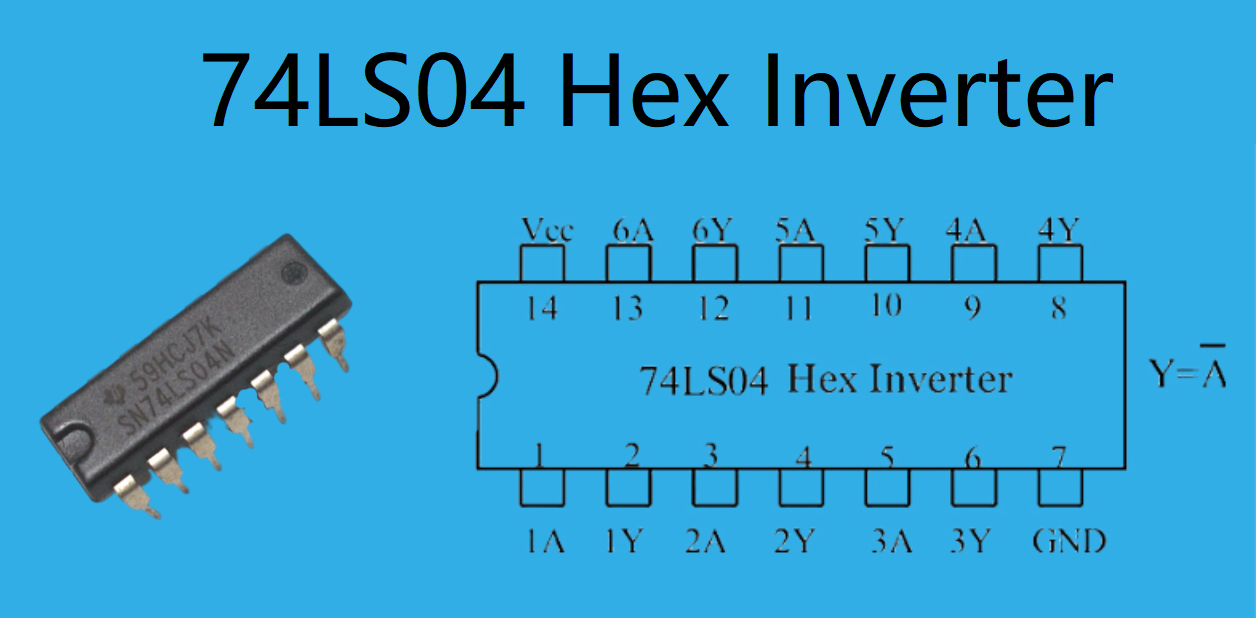 74LS04 Hex Inverter
59HCJ7K
SN74LS04N
Vcc 6A 6Y 5A 5Y 4A 4Y
14 13 12 11 10 9 8
74LS04 Hex Inverter
Y=A̅
1 2 3 4 5 6 7
1A 1Y 2A 2Y 3A 3Y GND